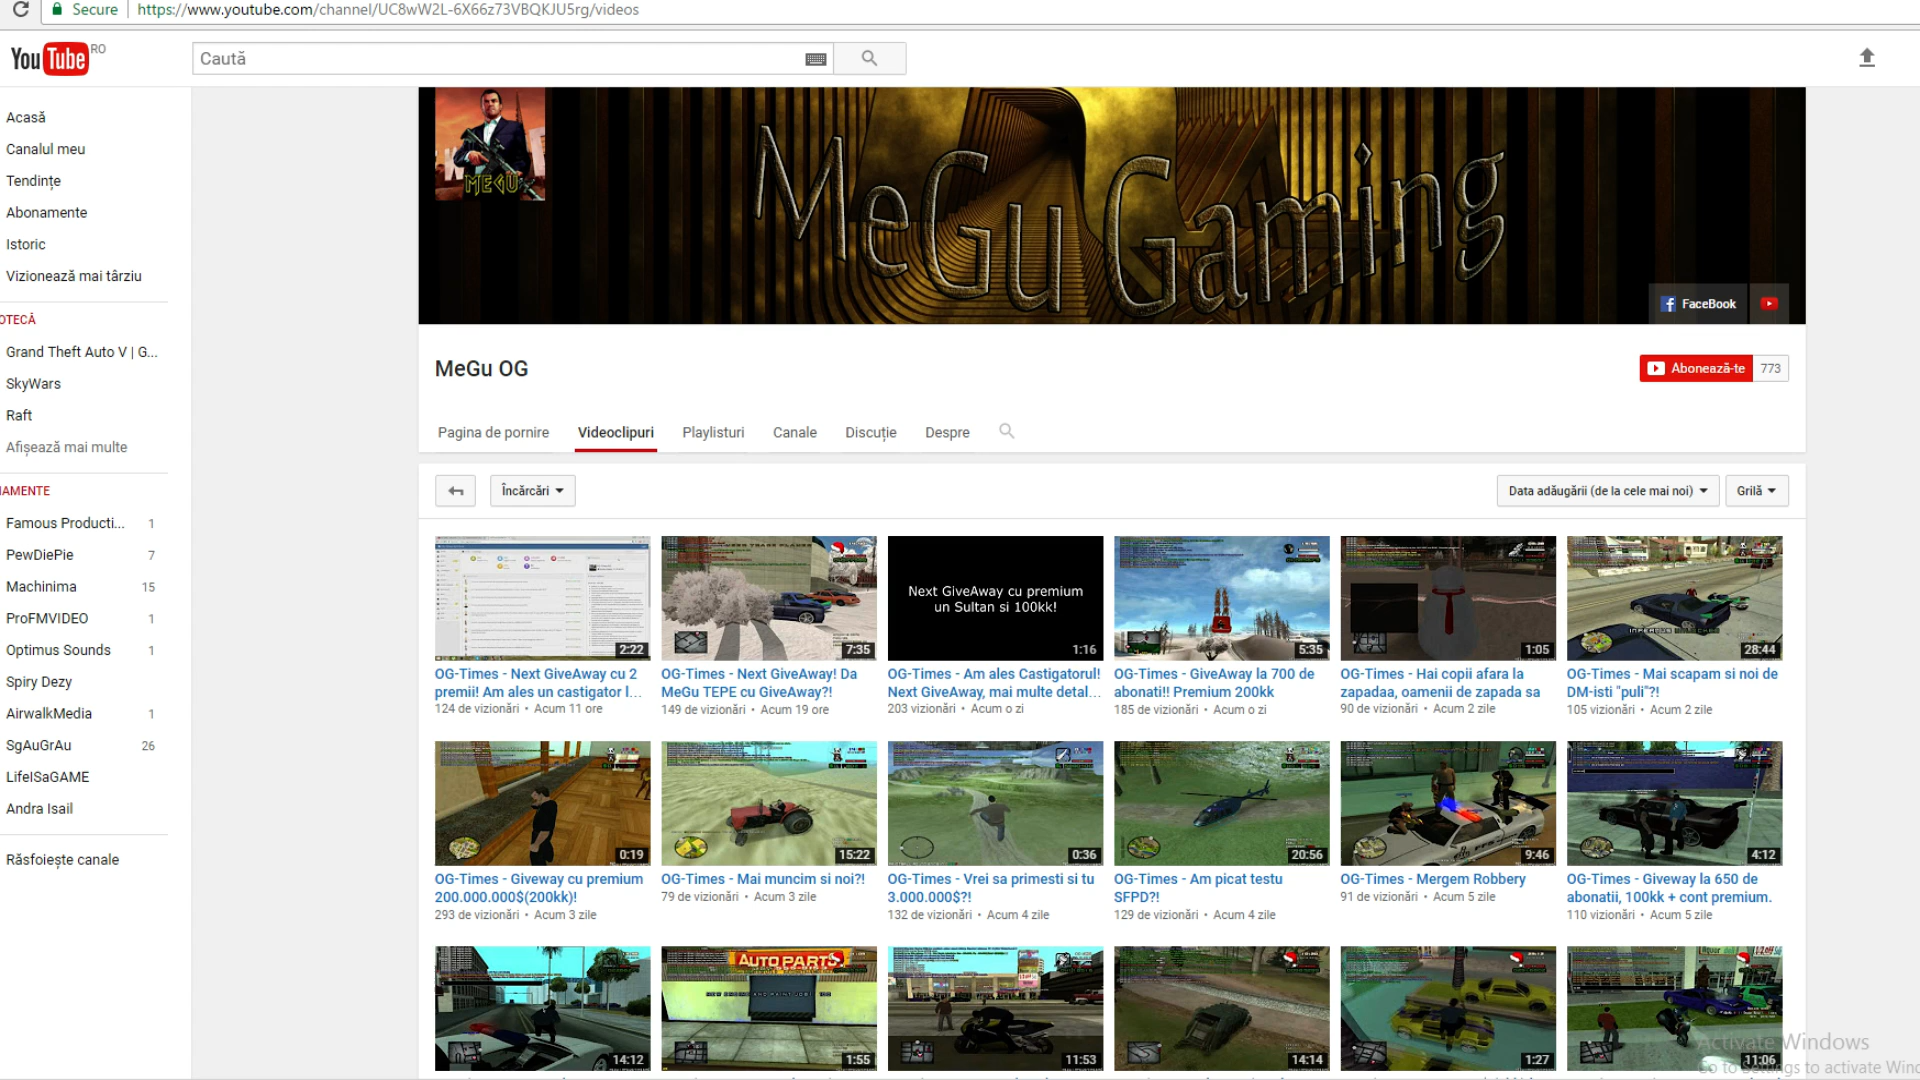 Secure https://www.youtube.com/channel/UC8wW2L-6X66z73VBQKJU5rg/videos
YouTube RO
Caută
Acasă
Canalul meu
Tendințe
Abonamente
Istoric
Vizionează mai târziu
OTECĂ
Grand Theft Auto V | G...
SkyWars
Raft
Afișează mai multe
AMENTE
Famous Producti... 1
PewDiePie 7
Machinima 15
ProFMVIDEO 1
Optimus Sounds 1
Spiry Dezy
AirwalkMedia 1
SgAuGrAu 26
LifeISaGAME
Andra Isail
Răsfoiește canale
MEGU
MeGu Gaming
FaceBook
MeGu OG
Abonează-te 773
Pagina de pornire Videoclipuri Playlisturi Canale Discuție Despre
Încărcări
Data adăugării (de la cele mai noi) Grilă
2:22
OG-Times - Next GiveAway cu 2
premii! Am ales un castigator l...
124 de vizionări • Acum 11 ore
7:35
OG-Times - Next GiveAway! Da
MeGu TEPE cu GiveAway?!
149 de vizionări • Acum 19 ore
Next GiveAway cu premium
un Sultan si 100kk!
1:16
OG-Times - Am ales Castigatorul!
Next GiveAway, mai multe detal...
203 vizionări • Acum o zi
5:35
OG-Times - GiveAway la 700 de
abonati!! Premium 200kk
185 de vizionări • Acum o zi
1:05
OG-Times - Hai copii afara la
zapadaa, oamenii de zapada sa
90 de vizionări • Acum 2 zile
28:44
OG-Times - Mai scapam si noi de
DM-isti "puli"?!
105 vizionări • Acum 2 zile
0:19
OG-Times - Giveway cu premium
200.000.000$(200kk)!
293 de vizionări • Acum 3 zile
15:22
OG-Times - Mai muncim si noi?!
79 de vizionări • Acum 3 zile
0:36
OG-Times - Vrei sa primesti si tu
3.000.000$?!
132 de vizionări • Acum 4 zile
20:56
OG-Times - Am picat testu
SFPD?!
129 de vizionări • Acum 4 zile
9:46
OG-Times - Mergem Robbery
91 de vizionări • Acum 5 zile
4:12
OG-Times - Giveway la 650 de
abonatii, 100kk + cont premium.
110 vizionări • Acum 5 zile
14:12
AUTO PARTS
1:55
11:53
14:14
1:27
11:06
Activate Windows
Go to Settings to activate Win